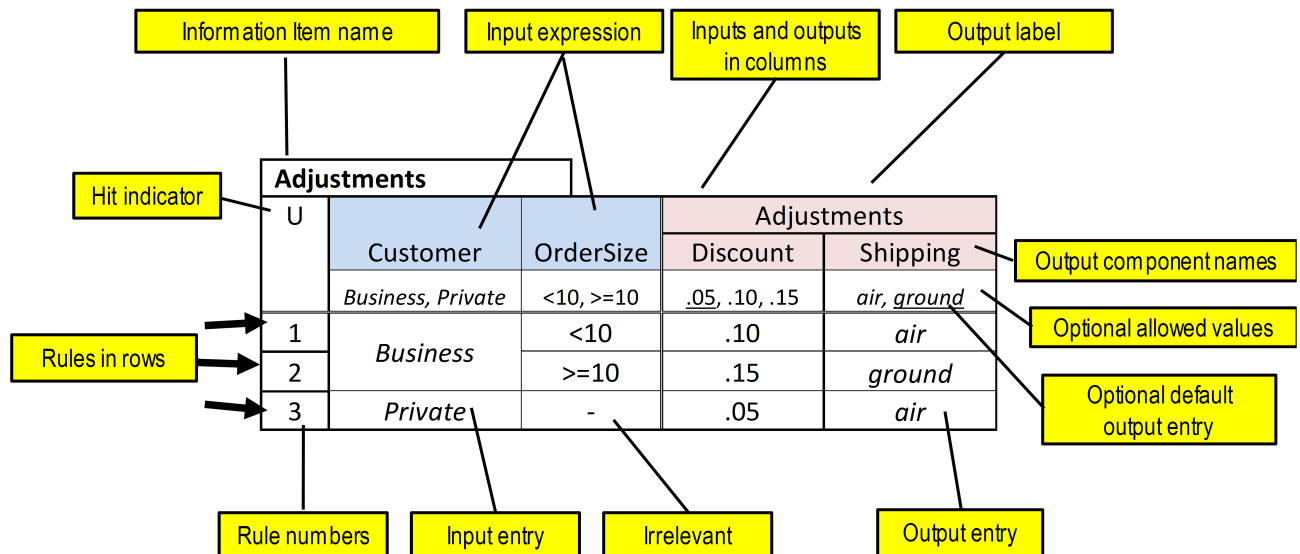 Information Item name
Input expression
Inputs and outputs
in columns
Output label
Hit indicator
Adjustments
U
Adjustments
Customer
OrderSize
Discount
Shipping
Output component names
Business, Private
<10, >=10
.05, .10, .15
air, ground
Optional allowed values
Rules in rows
1
Business
<10
.10
air
2
>=10
.15
ground
3
Private
-
.05
air
Optional default
output entry
Rule numbers
Input entry
Irrelevant
Output entry